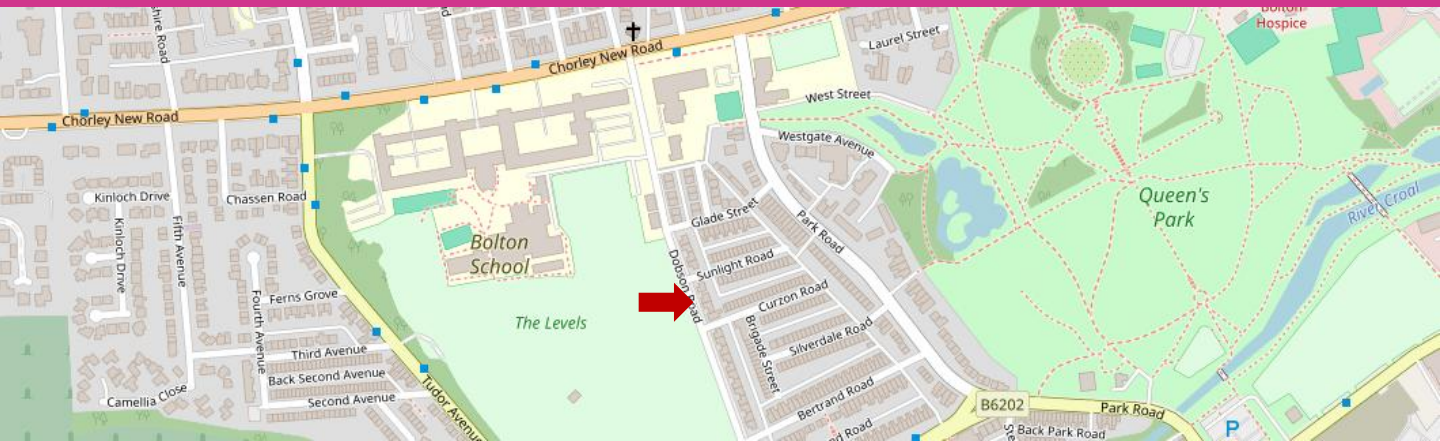 Bolton
Hospice
Laurel Street
Chorley New Road
West Street
Chorley New Road
Westgate Avenue
Kinloch Drive
Chassen Road
Queen's
Park
River Croal
Kinloch Drive
Fifth Avenue
Glade Street
Park Road
Bolton
School
Dobson Road
Sunlight Road
Ferns Grove
Fourth Avenue
Curzon Road
The Levels
Brigade Street
Silverdale Road
Third Avenue
Back Second Avenue
Camellia Close
Second Avenue
Tudor Avenue
Bertrand Road
B6202
Park Road
P
Back Park Road